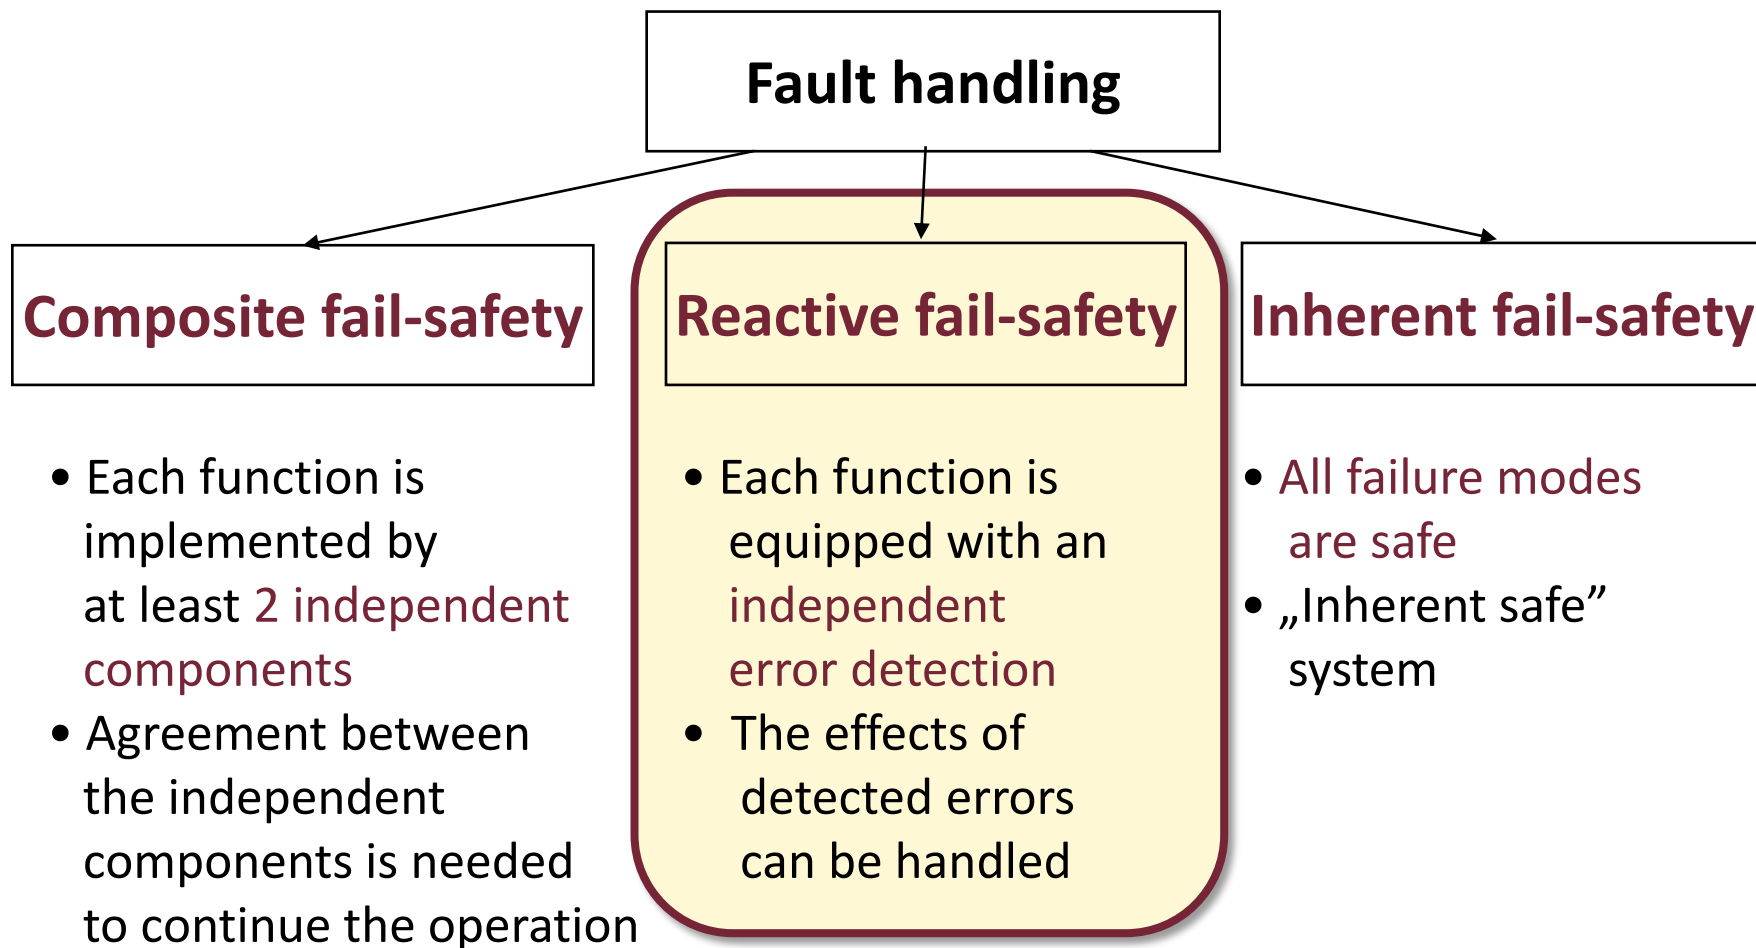 Fault handling
Composite fail-safety
• Each function is
implemented by
at least 2 independent
components
• Agreement between
the independent
components is needed
to continue the operation
Reactive fail-safety
• Each function is
equipped with an
independent
error detection
• The effects of
detected errors
can be handled
Inherent fail-safety
• All failure modes
are safe
• „Inherent safe”
system